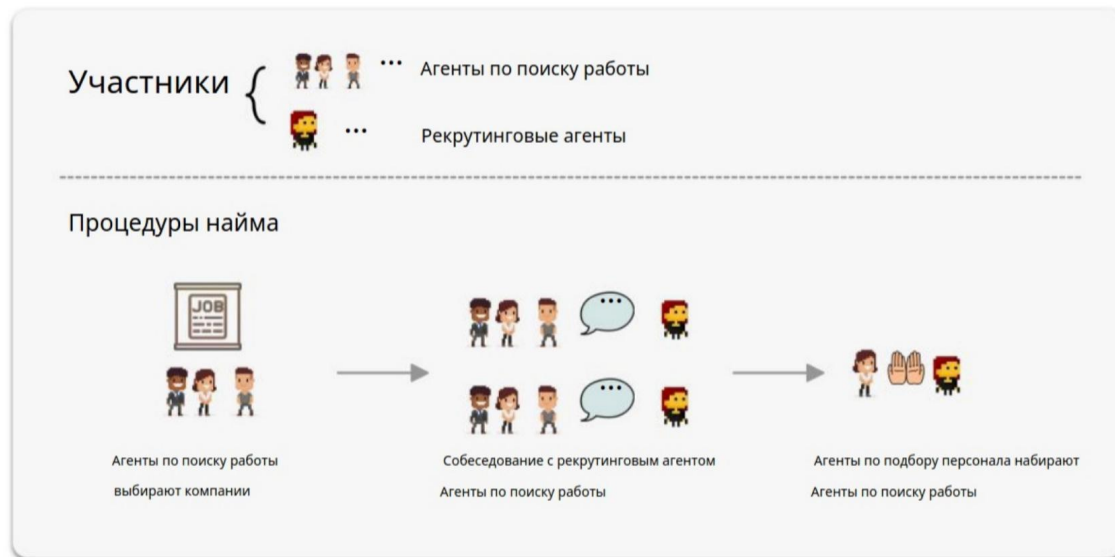 Участники
... Агенты по поиску работы
... Рекрутинговые агенты
Процедуры найма
JOB
...
...
Агенты по поиску работы
выбирают компании
Собеседование с рекрутинговым агентом
Агенты по поиску работы
Агенты по подбору персонала набирают
Агенты по поиску работы